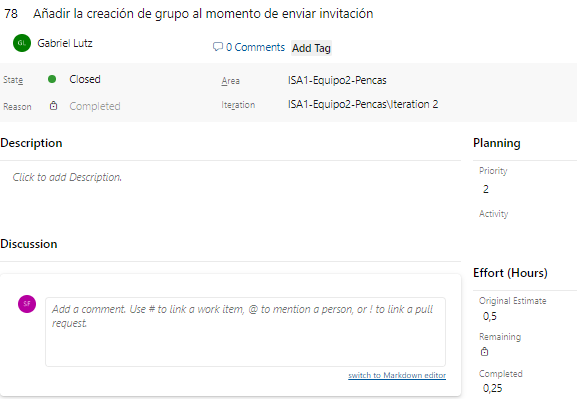 78 Añadir la creación de grupo al momento de enviar invitación
GL Gabriel Lutz 0 Comments Add Tag
State Closed Area ISA1-Equipo2-Pencas
Reason Completed Iteration ISA1-Equipo2-Pencas\Iteration 2
Description
Click to add Description.
Planning
Priority
2
Activity
Discussion
SF Add a comment. Use # to link a work item, @ to mention a person, or ! to link a pull
request.
switch to Markdown editor
Effort (Hours)
Original Estimate
0,5
Remaining
Completed
0,25